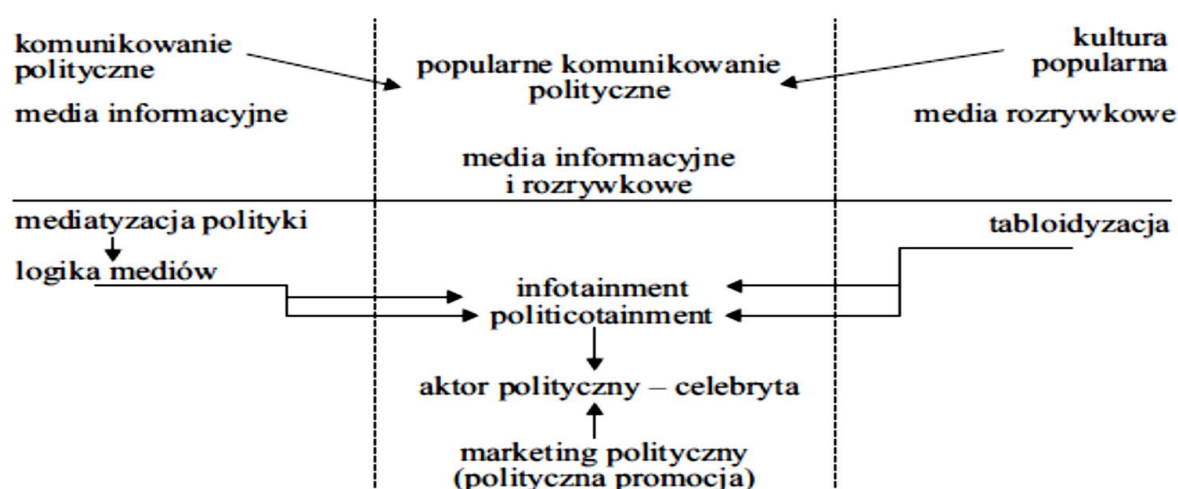 komunikowanie
polityczne
media informacyjne
popularne komunikowanie
polityczne
media informacyjne
i rozrywkowe
kultura
popularna
media rozrywkowe
mediatyzacja polityki
logika mediów
tabloidyzacja
infotainment
politicotainment
aktor polityczny – celebryta
marketing polityczny
(polityczna promocja)